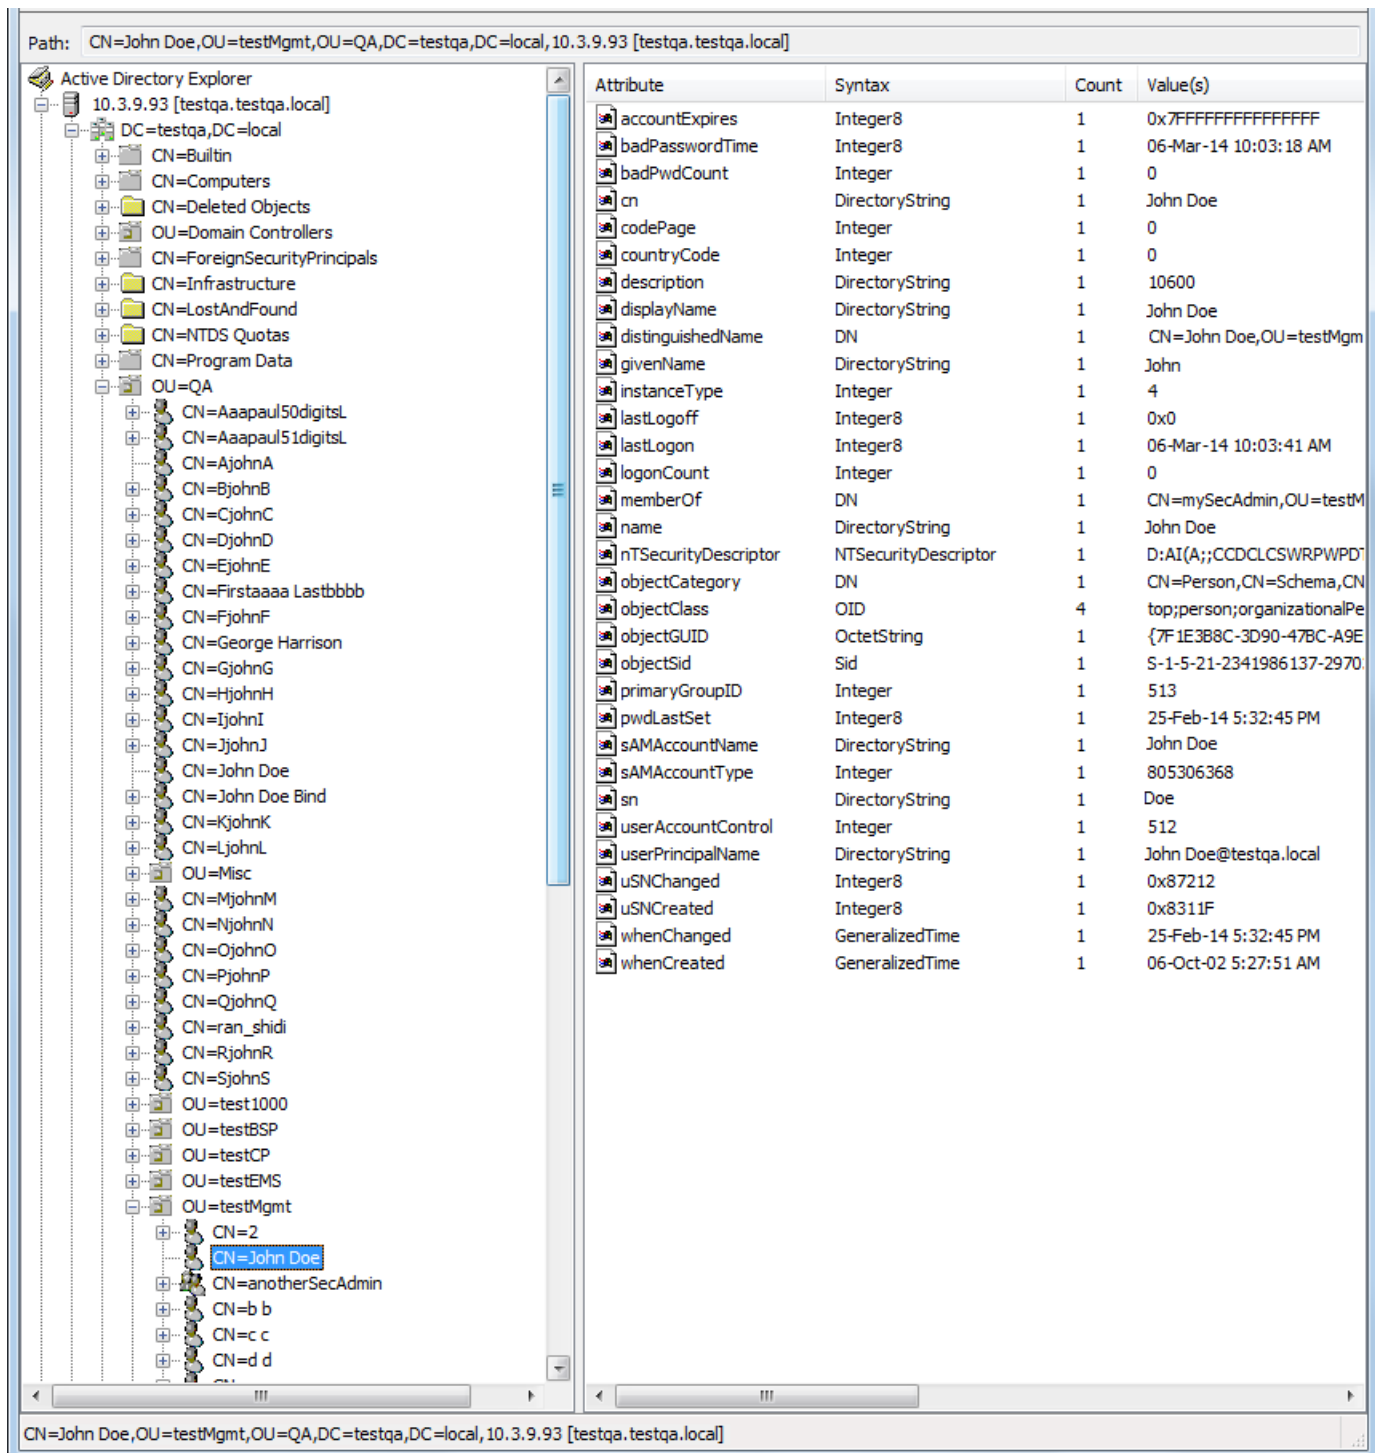 Path: CN=John Doe,OU=testMgmt,OU=QA,DC=testqa,DC=local,10.3.9.93 [testqa.testqa.local]
Active Directory Explorer
10.3.9.93 [testqa.testqa.local]
DC=testqa,DC=local
CN=Builtin
CN=Computers
CN=Deleted Objects
OU=Domain Controllers
CN=ForeignSecurityPrincipals
CN=Infrastructure
CN=LostAndFound
CN=NTDS Quotas
CN=Program Data
OU=QA
CN=Aaapaul50digitsL
CN=Aaapaul51digitsL
CN=AjohnA
CN=BjohnB
CN=CjohnC
CN=DjohnD
CN=EjohnE
CN=Firstaaaa Lastbbbb
CN=FjohnF
CN=George Harrison
CN=GjohnG
CN=HjohnH
CN=IjohnI
CN=JjohnJ
CN=John Doe
CN=John Doe Bind
CN=KjohnK
CN=LjohnL
OU=Misc
CN=MjohnM
CN=NjohnN
CN=OjohnO
CN=PjohnP
CN=QjohnQ
CN=ran_shidi
CN=RjohnR
CN=SjohnS
OU=test1000
OU=testBSP
OU=testCP
OU=testEMS
OU=testMgmt
CN=2
CN=John Doe
CN=anotherSecAdmin
CN=b b
CN=c c
CN=d d
Attribute Syntax Count Value(s)
accountExpires Integer8 1 0x7FFFFFFFFFFFFFFF
badPasswordTime Integer8 1 06-Mar-14 10:03:18 AM
badPwdCount Integer 1 0
cn DirectoryString 1 John Doe
codePage Integer 1 0
countryCode Integer 1 0
description DirectoryString 1 10600
displayName DirectoryString 1 John Doe
distinguishedName DN 1 CN=John Doe,OU=testMgm
givenName DirectoryString 1 John
instanceType Integer 1 4
lastLogoff Integer8 1 0x0
lastLogon Integer8 1 06-Mar-14 10:03:41 AM
logonCount Integer 1 0
memberOf DN 1 CN=mySecAdmin,OU=testM
name DirectoryString 1 John Doe
nTSecurityDescriptor NTSecurityDescriptor 1 D:AI(A;;CCDCLCSWRPWPDT
objectCategory DN 1 CN=Person,CN=Schema,CN
objectClass OID 4 top;person;organizationalPe
objectGUID OctetString 1 {7F1E3B8C-3D90-47BC-A9E
objectSid Sid 1 S-1-5-21-2341986137-2970
primaryGroupID Integer 1 513
pwdLastSet Integer8 1 25-Feb-14 5:32:45 PM
sAMAccountName DirectoryString 1 John Doe
sAMAccountType Integer 1 805306368
sn DirectoryString 1 Doe
userAccountControl Integer 1 512
userPrincipalName DirectoryString 1 John Doe@testqa.local
uSNChanged Integer8 1 0x87212
uSNCreated Integer8 1 0x8311F
whenChanged GeneralizedTime 1 25-Feb-14 5:32:45 PM
whenCreated GeneralizedTime 1 06-Oct-02 5:27:51 AM
CN=John Doe,OU=testMgmt,OU=QA,DC=testqa,DC=local,10.3.9.93 [testqa.testqa.local]